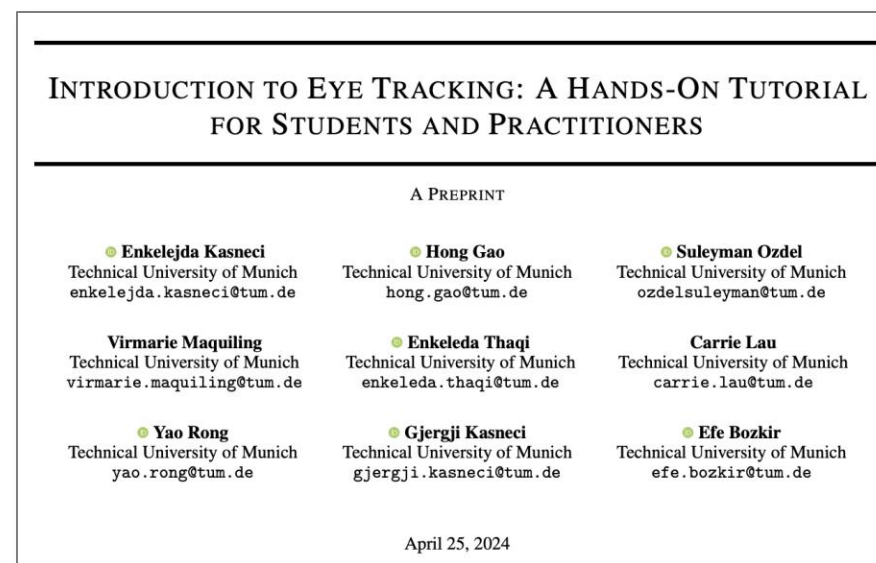 INTRODUCTION TO EYE TRACKING: A HANDS-ON TUTORIAL
FOR STUDENTS AND PRACTITIONERS
A PREPRINT
Enkelejda Kasneci
Technical University of Munich
enkelejda.kasneci@tum.de
Hong Gao
Technical University of Munich
hong.gao@tum.de
Suleyman Ozdel
Technical University of Munich
ozdelsuleyman@tum.de
Virmarie Maquiling
Technical University of Munich
virmarie.maquiling@tum.de
Enkeleda Thaqi
Technical University of Munich
enkeleda.thaqi@tum.de
Carrie Lau
Technical University of Munich
carrie.lau@tum.de
Yao Rong
Technical University of Munich
yao.rong@tum.de
Gjergji Kasneci
Technical University of Munich
gjergji.kasneci@tum.de
Efe Bozkir
Technical University of Munich
efe.bozkir@tum.de
April 25, 2024